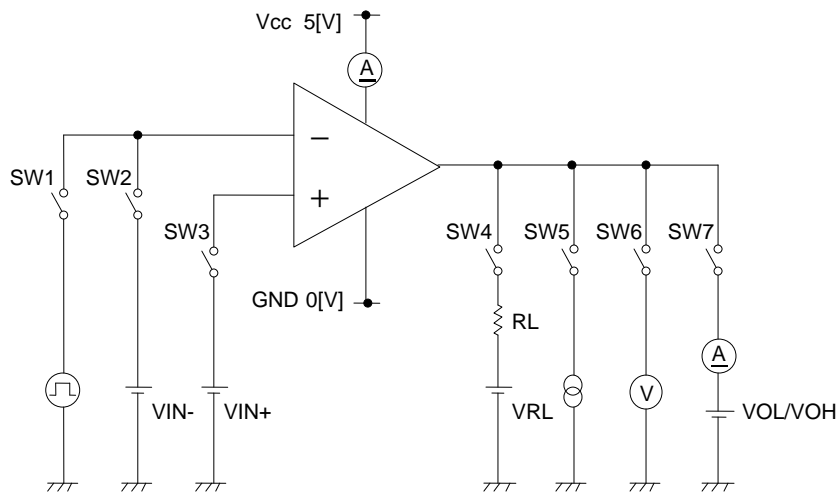 Vcc 5[V]
A
−
+
SW1
SW2
SW3
SW4
SW5
SW6
SW7
GND 0[V]
RL
A
V
VIN-
VIN+
VRL
VOL/VOH